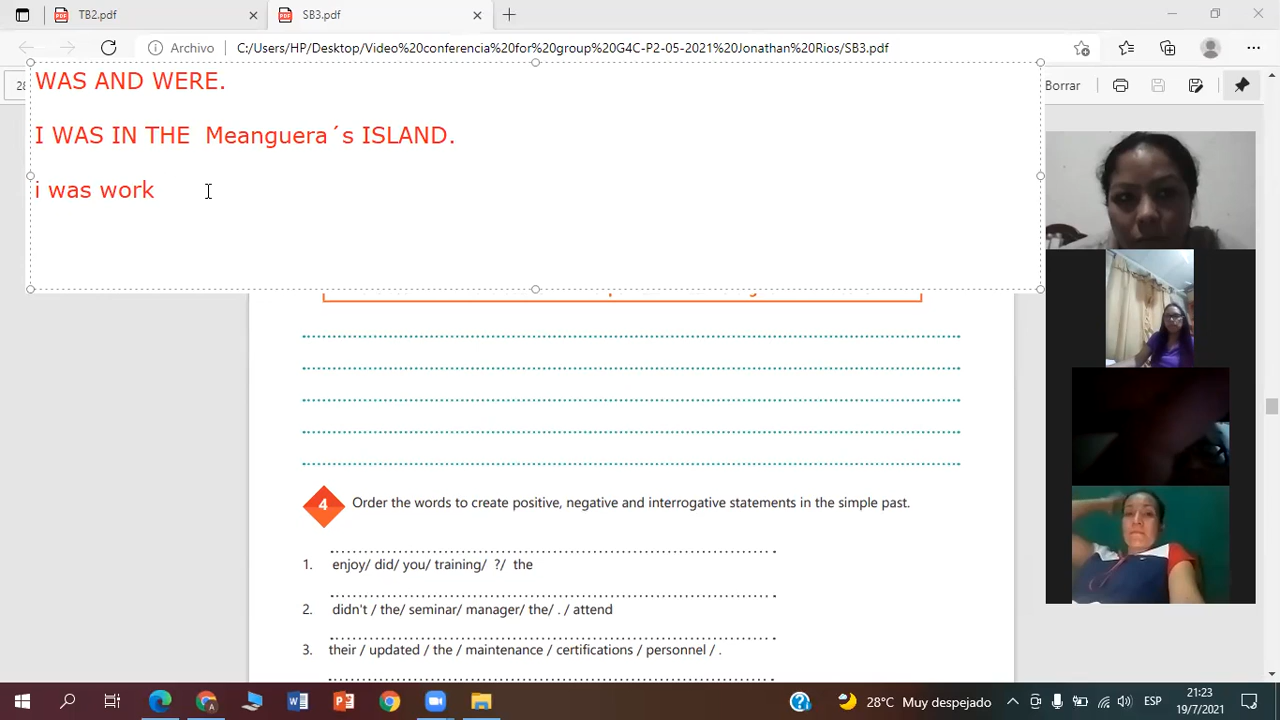 TB2.pdf
SB3.pdf
Archivo
C:/Users/HP/Desktop/Video%20conferencia%20for%20group%20G4C-P2-05-2021%20Jonathan%20Rios/SB3.pdf
28
Borrar
WAS AND WERE.
I WAS IN THE Meanguera´s ISLAND.
i was work
4
Order the words to create positive, negative and interrogative statements in the simple past.
1. enjoy/ did/ you/ training/ ?/ the
2. didn't / the/ seminar/ manager/ the/ . / attend
3. their / updated / the / maintenance / certifications / personnel / .
28°C Muy despejado
ESP
21:23
19/7/2021